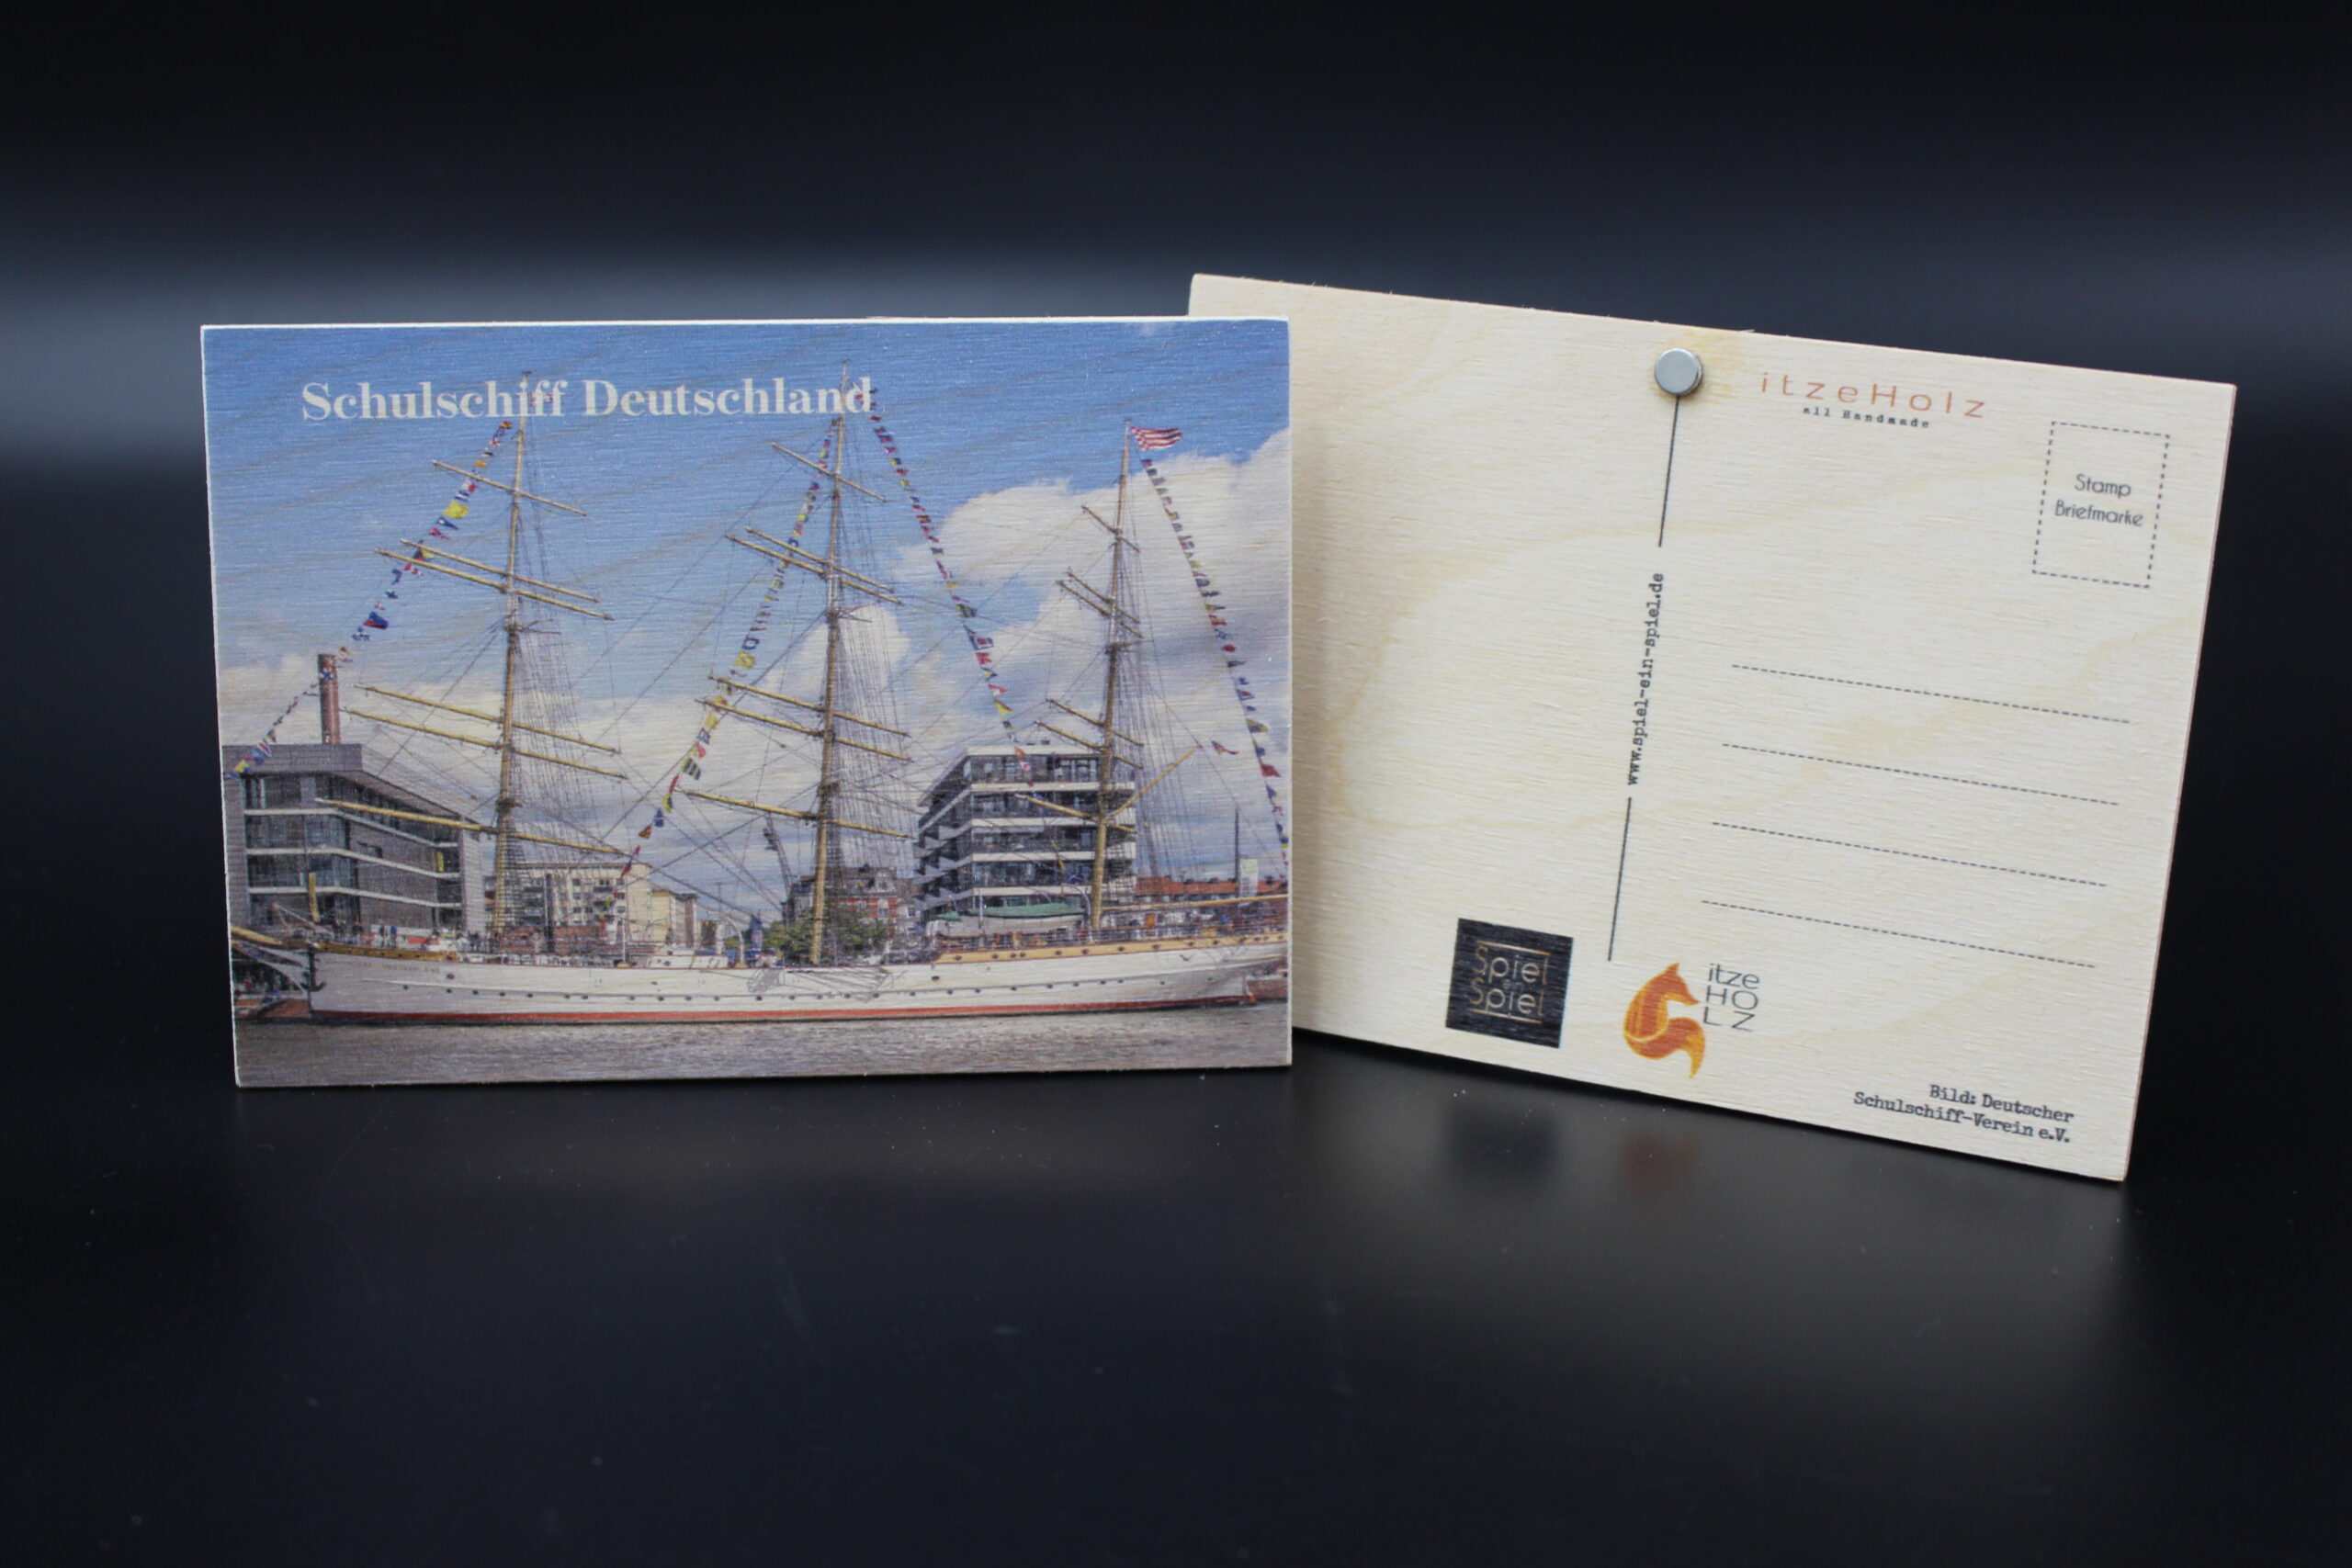 Schulschiff Deutschland
itzeHolz
all Handmade
Stamp
Briefmarke
www.spiel-ein-spiel.de
Spiel
ein
Spiel
itze
HO
LZ
Bild: Deutscher
Schulschiff-Verein e.V.